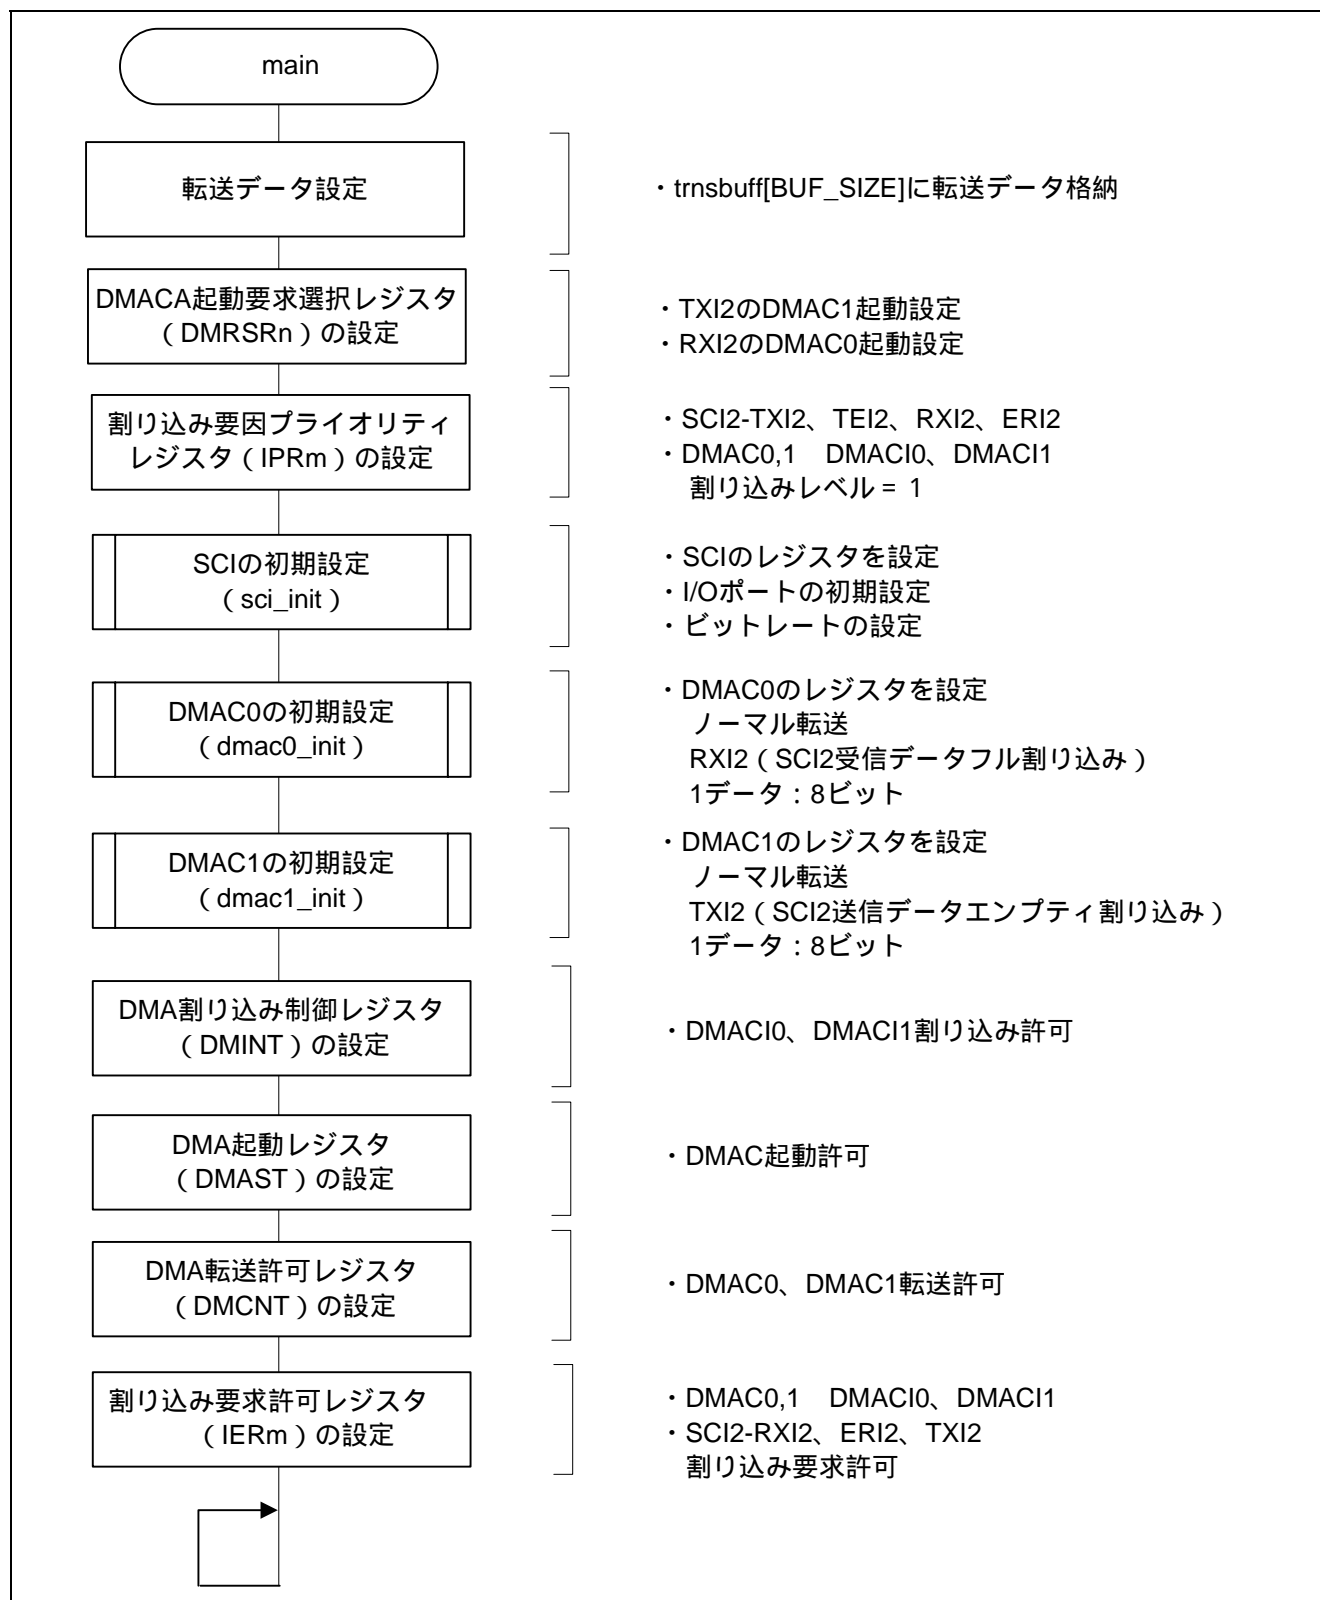 main
転送データ設定
・trnsbuff[BUF_SIZE]に転送データ格納
DMACA起動要求選択レジスタ
（DMRSRn）の設定
・TXI2のDMAC1起動設定
・RXI2のDMAC0起動設定
割り込み要因プライオリティ
レジスタ（IPRm）の設定
・SCI2-TXI2、TEI2、RXI2、ERI2
・DMAC0,1　DMACI0、DMACI1
割り込みレベル = 1
SCIの初期設定
（sci_init）
・SCIのレジスタを設定
・I/Oポートの初期設定
・ビットレートの設定
DMAC0の初期設定
（dmac0_init）
・DMAC0のレジスタを設定
ノーマル転送
RXI2（SCI2受信データフル割り込み）
1データ：8ビット
DMAC1の初期設定
（dmac1_init）
・DMAC1のレジスタを設定
ノーマル転送
TXI2（SCI2送信データエンプティ割り込み）
1データ：8ビット
DMA割り込み制御レジスタ
（DMINT）の設定
・DMACI0、DMACI1割り込み許可
DMA起動レジスタ
（DMAST）の設定
・DMAC起動許可
DMA転送許可レジスタ
（DMCNT）の設定
・DMAC0、DMAC1転送許可
割り込み要求許可レジスタ
（IERm）の設定
・DMAC0,1　DMACI0、DMACI1
・SCI2-RXI2、ERI2、TXI2
割り込み要求許可